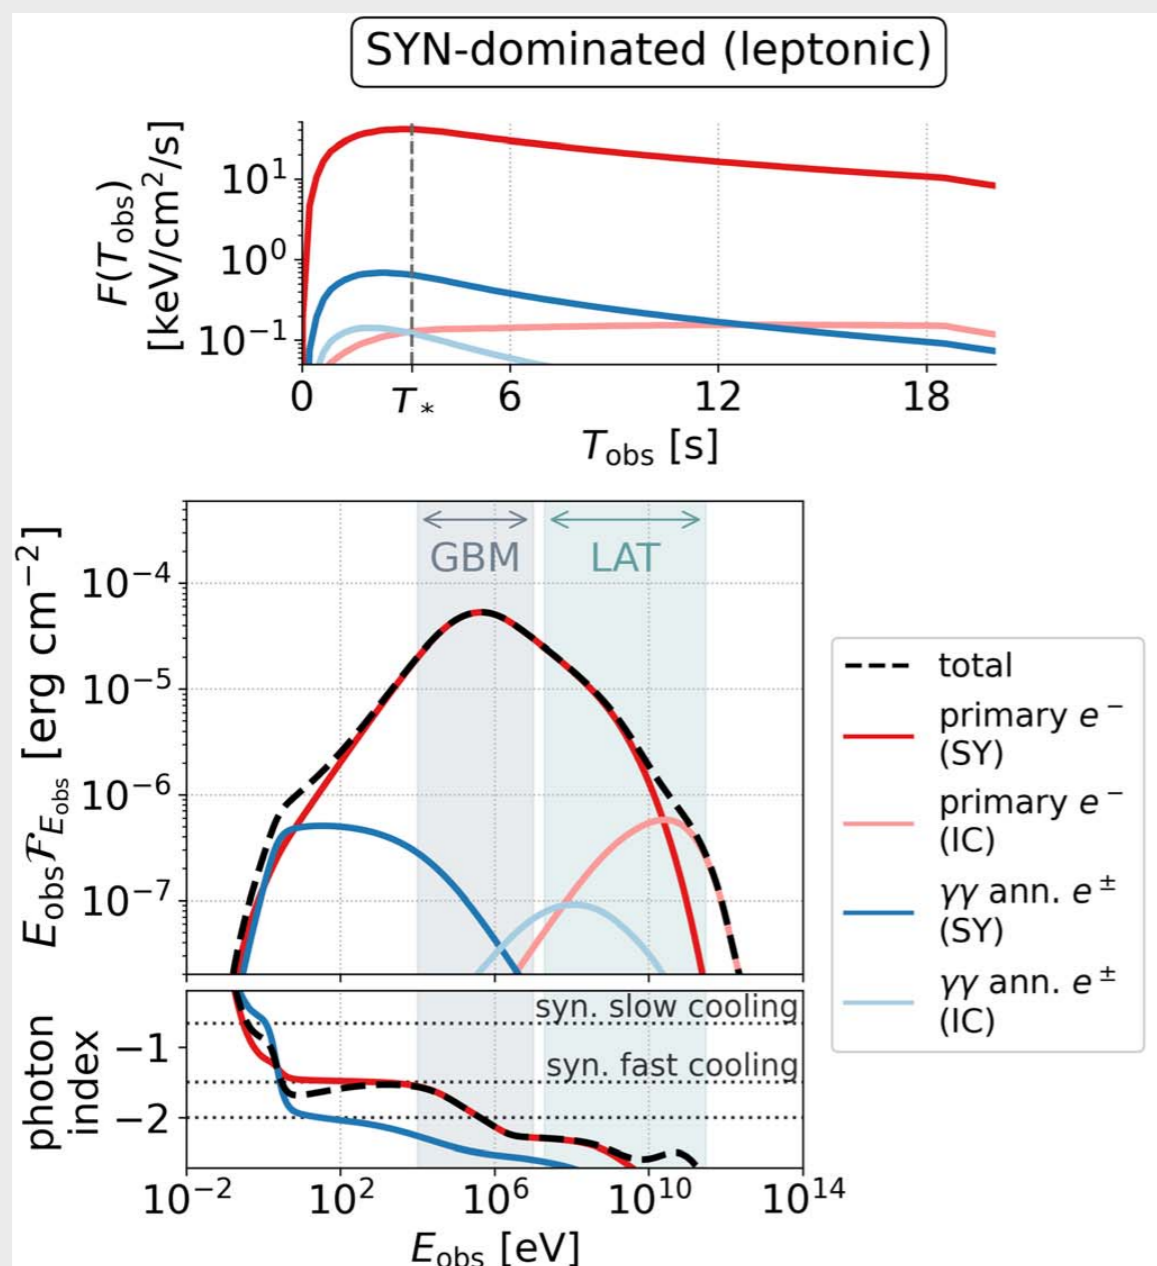 SYN-dominated (leptonic)
F(T_obs)
[keV/cm²/s]
10¹
10⁰
10⁻¹
0 T_* 6 12 18
T_obs [s]
E_obs 𝓕_{E_obs} [erg cm⁻²]
10⁻⁴
10⁻⁵
10⁻⁶
10⁻⁷
GBM LAT
total
primary e⁻
(SY)
primary e⁻
(IC)
γγ ann. e±
(SY)
γγ ann. e±
(IC)
photon
index
−1
−2
syn. slow cooling
syn. fast cooling
10⁻² 10² 10⁶ 10¹⁰ 10¹⁴
E_obs [eV]